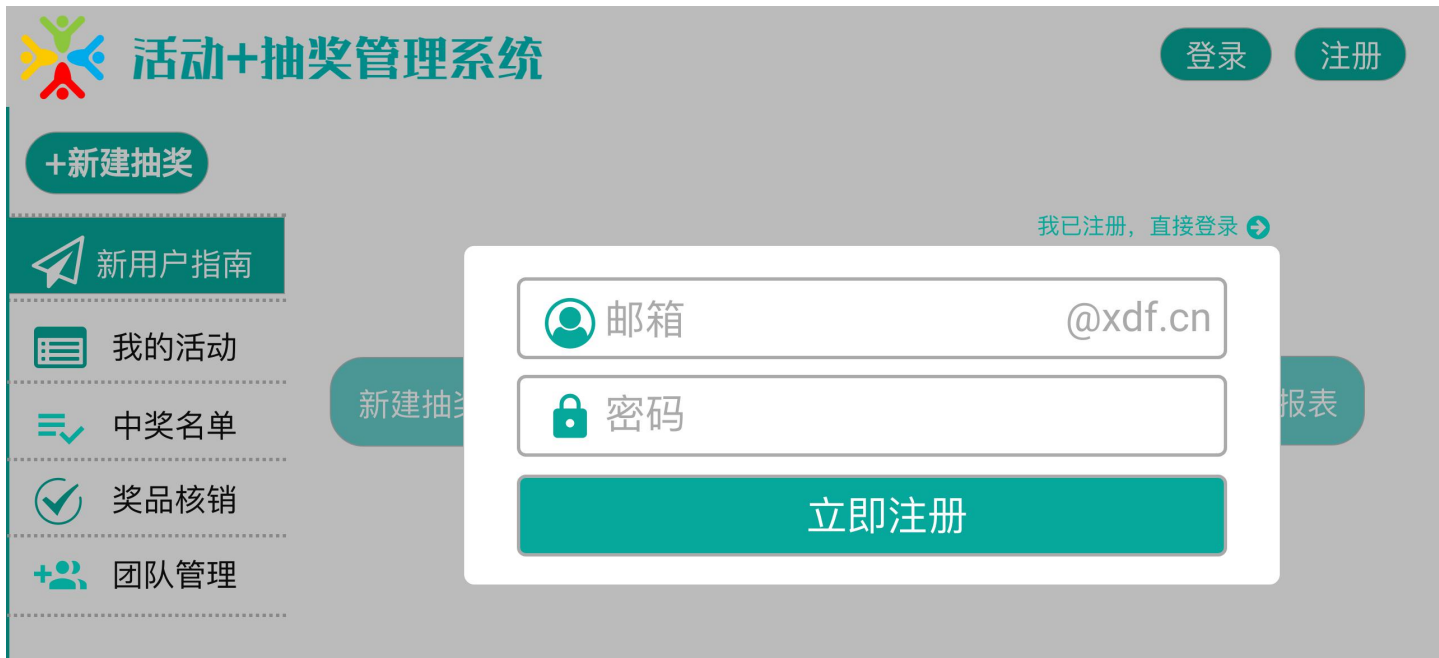 活动+抽奖管理系统
登录
注册
+新建抽奖
我已注册，直接登录
新用户指南
邮箱
@xdf.cn
我的活动
新建抽
报表
密码
中奖名单
奖品核销
立即注册
团队管理